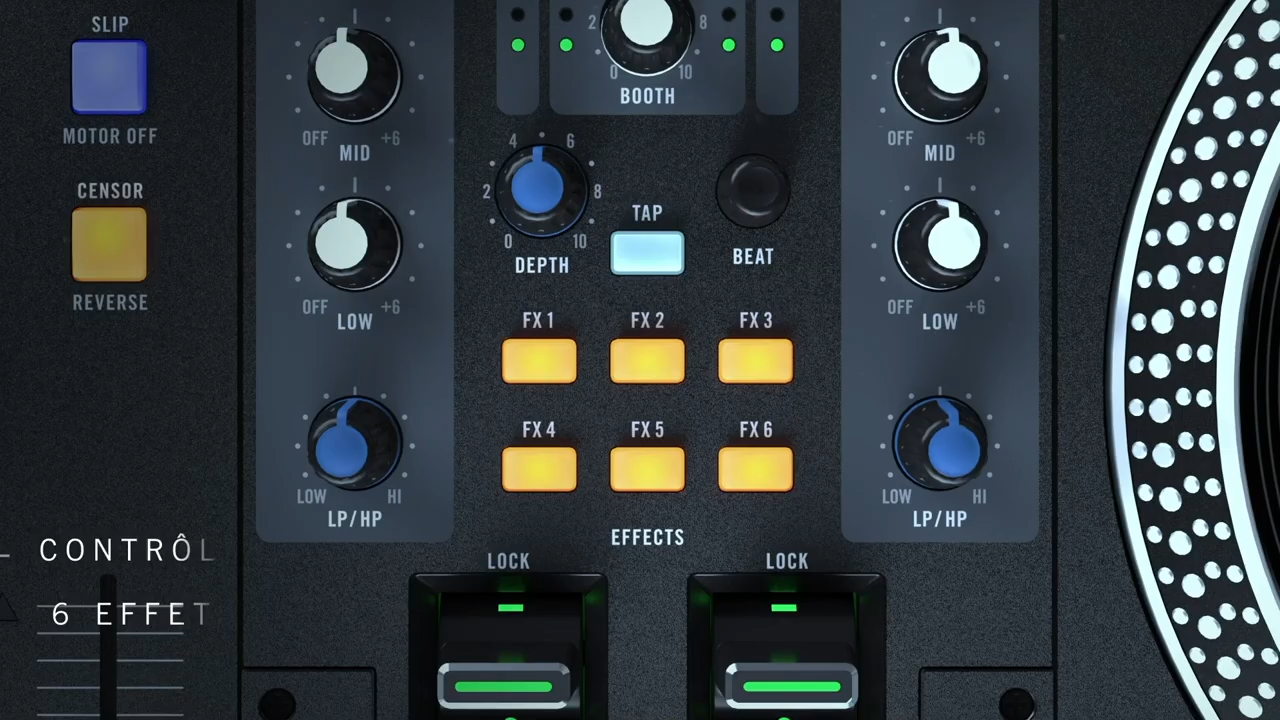 SLIP
MOTOR OFF
CENSOR
REVERSE
OFF +6
MID
OFF +6
LOW
LOW HI
LP/HP
2 8
0 10
BOOTH
4 6
2 8
0 10
DEPTH
TAP
BEAT
FX 1 FX 2 FX 3
FX 4 FX 5 FX 6
EFFECTS
LOCK LOCK
OFF +6
MID
OFF +6
LOW
LOW HI
LP/HP
CONTRÔL
6 EFFET